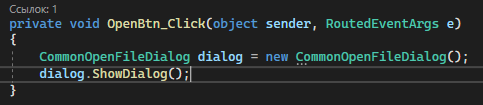 Ссылок: 1
private void OpenBtn_Click(object sender, RoutedEventArgs e)
{
CommonOpenFileDialog dialog = new CommonOpenFileDialog();
dialog.ShowDialog();
}